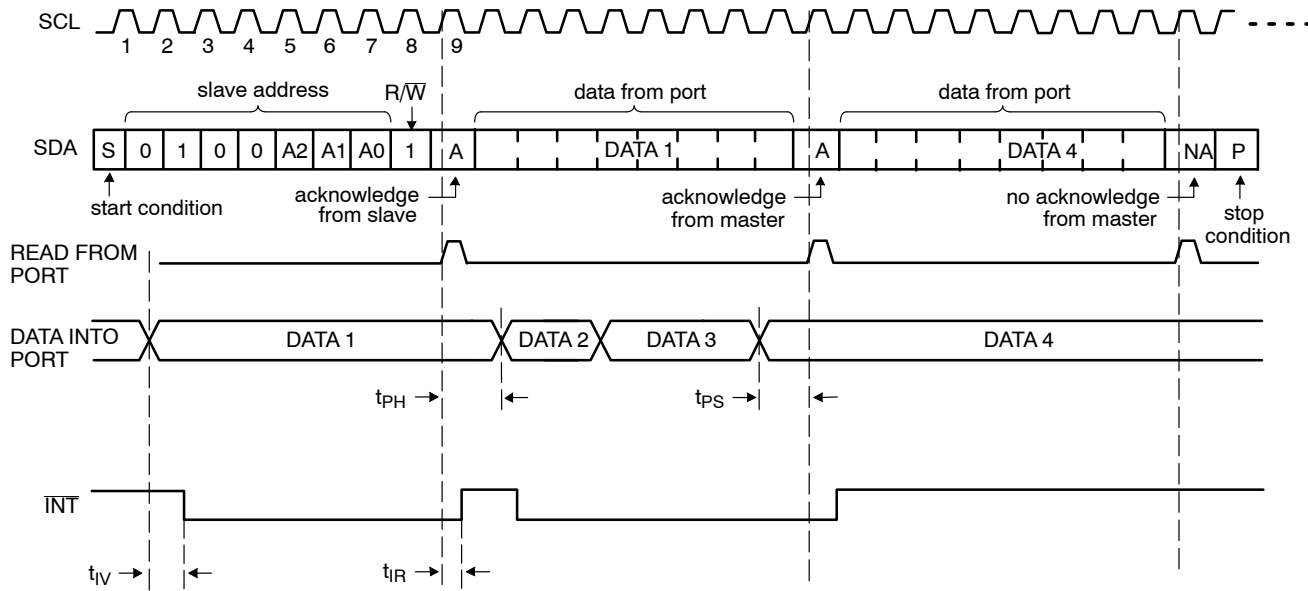 SCL
1 2 3 4 5 6 7 8 9
slave address R/W̅ data from port data from port
SDA S 0 1 0 0 A2 A1 A0 1 A DATA 1 A DATA 4 NA P
start condition
acknowledge
from slave
acknowledge
from master
no acknowledge
from master
stop
condition
READ FROM
PORT
DATA INTO
PORT
DATA 1 DATA 2 DATA 3 DATA 4
tPH tPS
I̅N̅T̅
tIV tIR